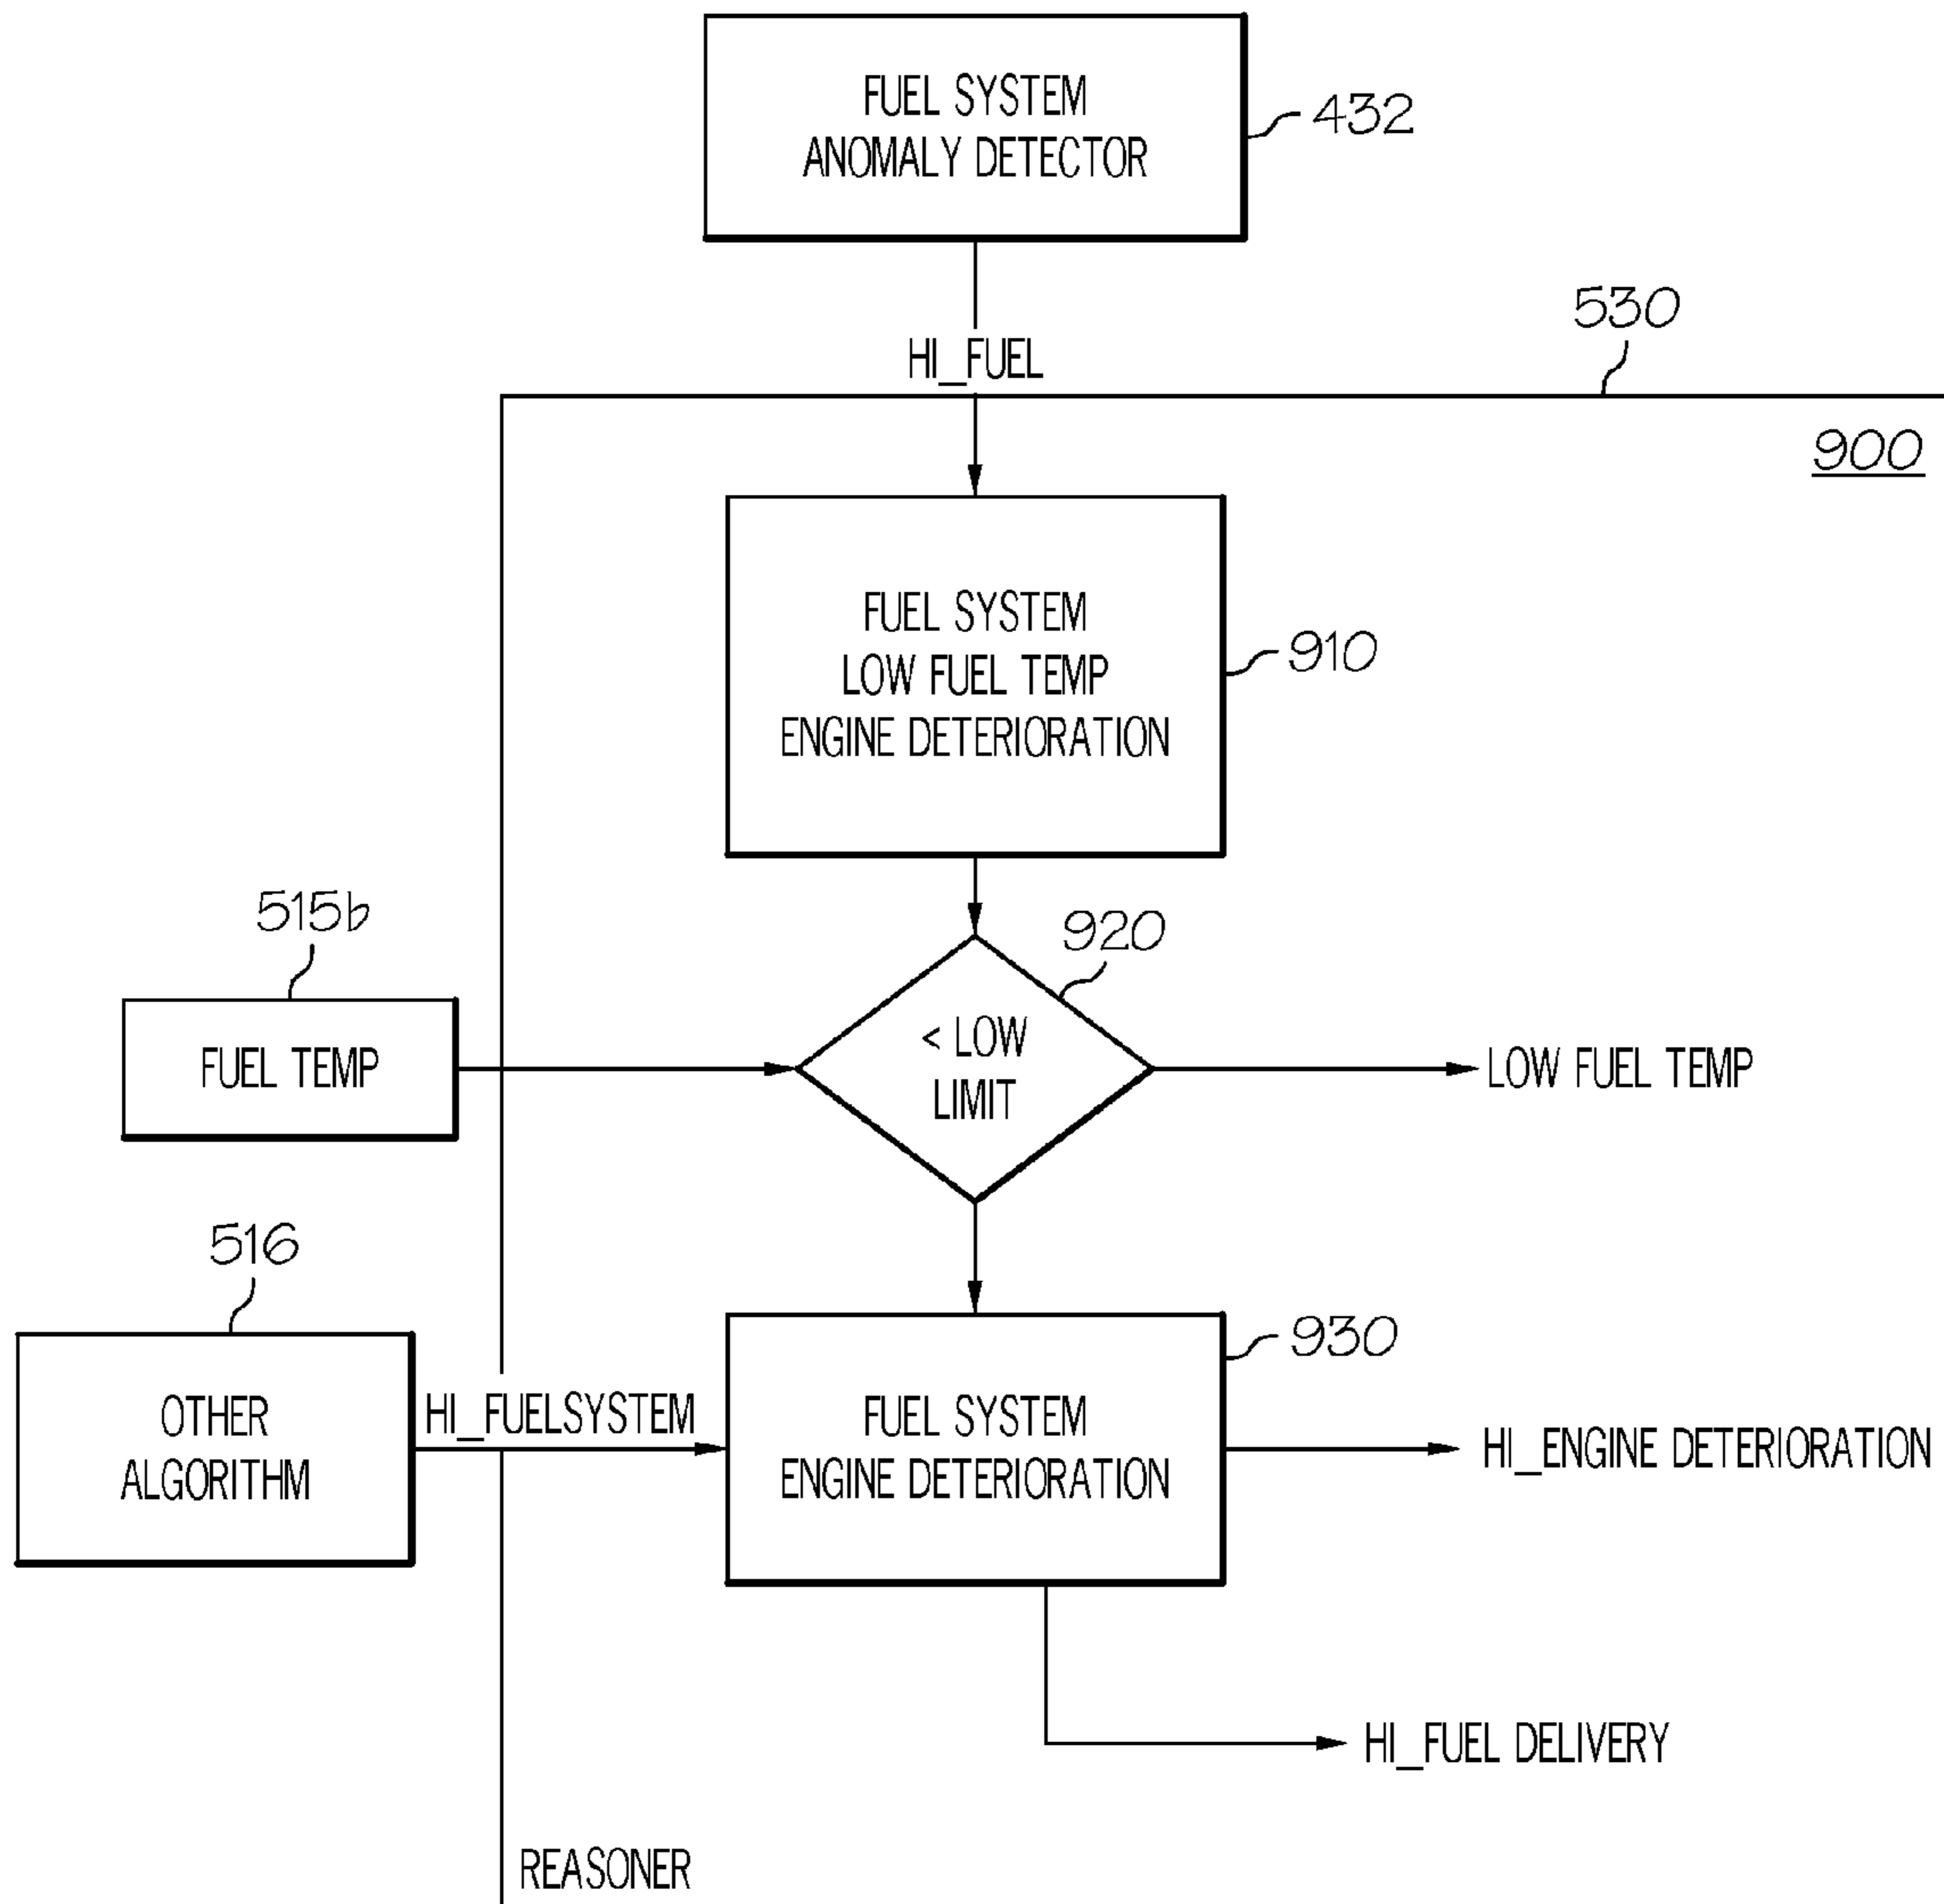 FUEL SYSTEM
ANOMALY DETECTOR
432
530
HI_FUEL
900
FUEL SYSTEM
LOW FUEL TEMP
ENGINE DETERIORATION
910
515b
920
FUEL TEMP
< LOW
LIMIT
LOW FUEL TEMP
516
930
OTHER
ALGORITHM
HI_FUELSYSTEM
FUEL SYSTEM
ENGINE DETERIORATION
HI_ENGINE DETERIORATION
HI_FUEL DELIVERY
REASONER